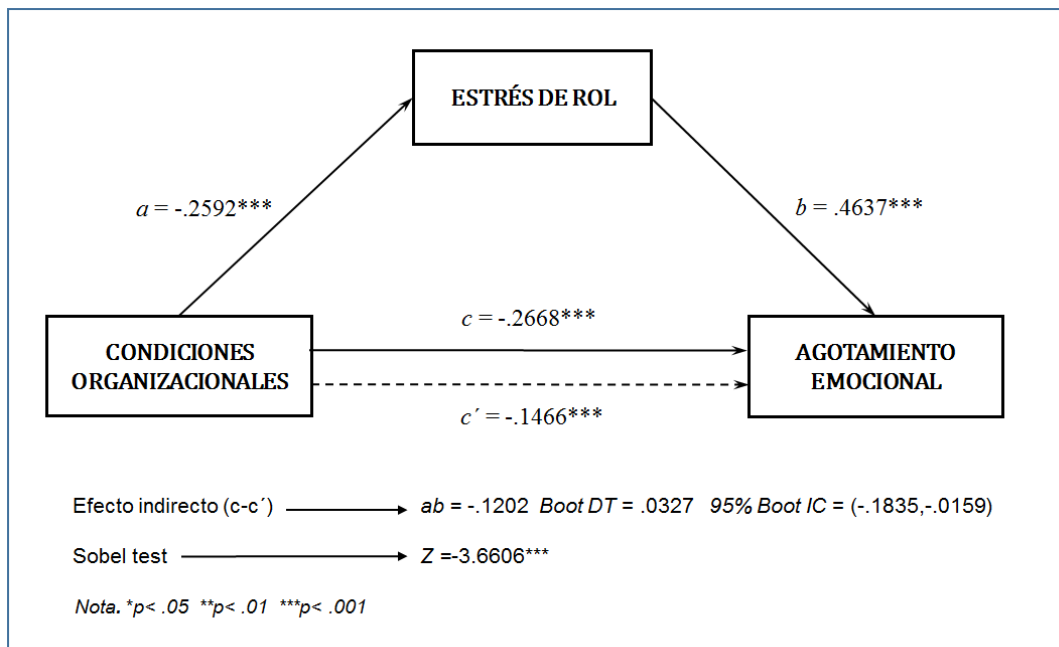 ESTRÉS DE ROL
a = -.2592***
b = .4637***
c = -.2668***
CONDICIONES
ORGANIZACIONALES
AGOTAMIENTO
EMOCIONAL
c´ = -.1466***
Efecto indirecto (c-c´) ab = -.1202 Boot DT = .0327 95% Boot IC = (-.1835,-.0159)
Sobel test Z =-3.6606***
Nota. *p< .05 **p< .01 ***p< .001